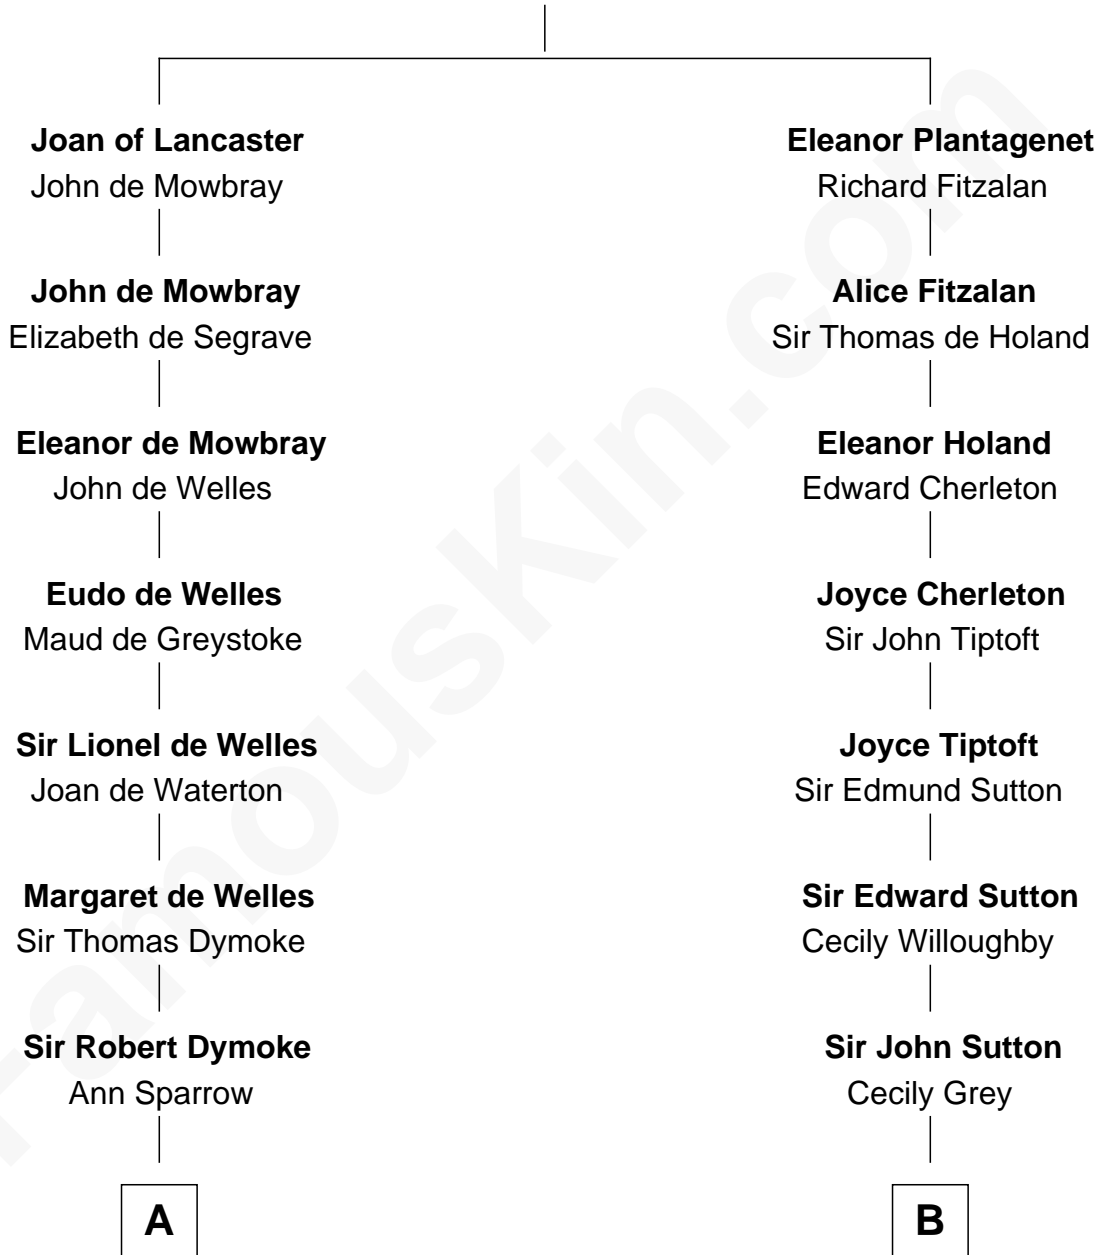 Joan of Lancaster
John de Mowbray
John de Mowbray
Elizabeth de Segrave
Eleanor de Mowbray
John de Welles
Eudo de Welles
Maud de Greystoke
Sir Lionel de Welles
Joan de Waterton
Margaret de Welles
Sir Thomas Dymoke
Sir Robert Dymoke
Ann Sparrow
A
Eleanor Plantagenet
Richard Fitzalan
Alice Fitzalan
Sir Thomas de Holand
Eleanor Holand
Edward Cherleton
Joyce Cherleton
Sir John Tiptoft
Joyce Tiptoft
Sir Edmund Sutton
Sir Edward Sutton
Cecily Willoughby
Sir John Sutton
Cecily Grey
B
FamousKin.com